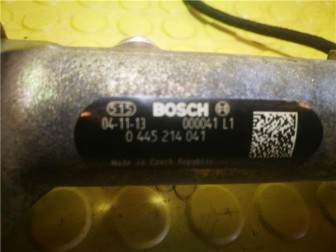 515 BOSCH
04-11-13 000041 L1
0 445 214 041
Made in Czech Republic